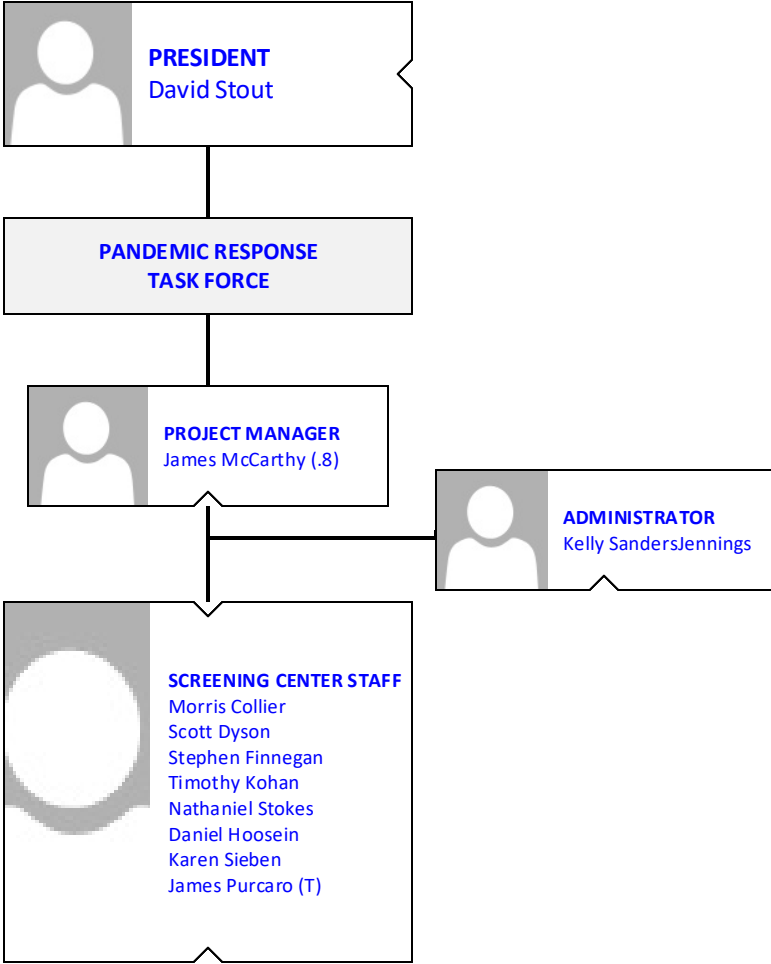 PRESIDENT
David Stout
PANDEMIC RESPONSE
TASK FORCE
PROJECT MANAGER
James McCarthy (.8)
ADMINISTRATOR
Kelly SandersJennings
SCREENING CENTER STAFF
Morris Collier
Scott Dyson
Stephen Finnegan
Timothy Kohan
Nathaniel Stokes
Daniel Hoosein
Karen Sieben
James Purcaro (T)